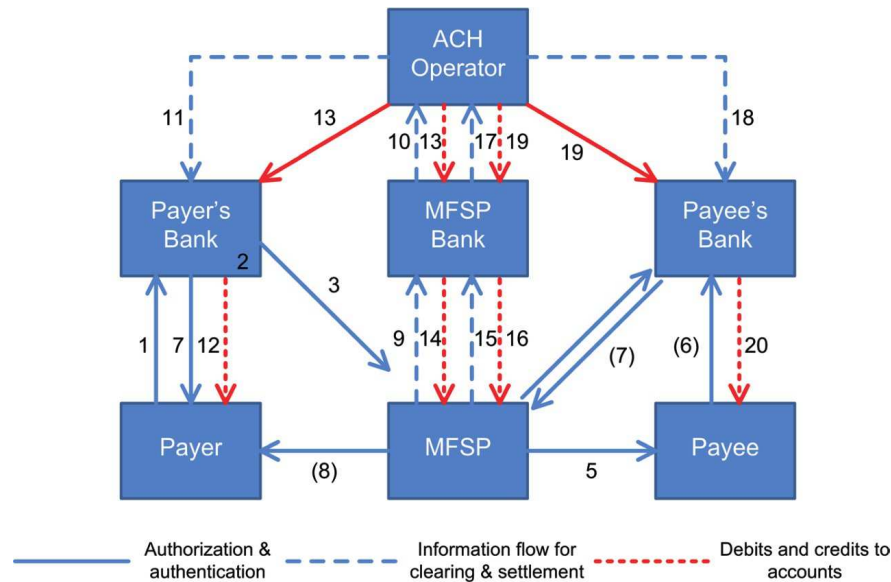 ACH
Operator
11
13
10
13
17
19
19
18
Payer's
Bank
2
MFSP
Bank
Payee's
Bank
3
1
7
12
9
14
15
16
(7)
(6)
20
Payer
(8)
MFSP
5
Payee
Authorization &
authentication
Information flow for
clearing & settlement
Debits and credits to
accounts